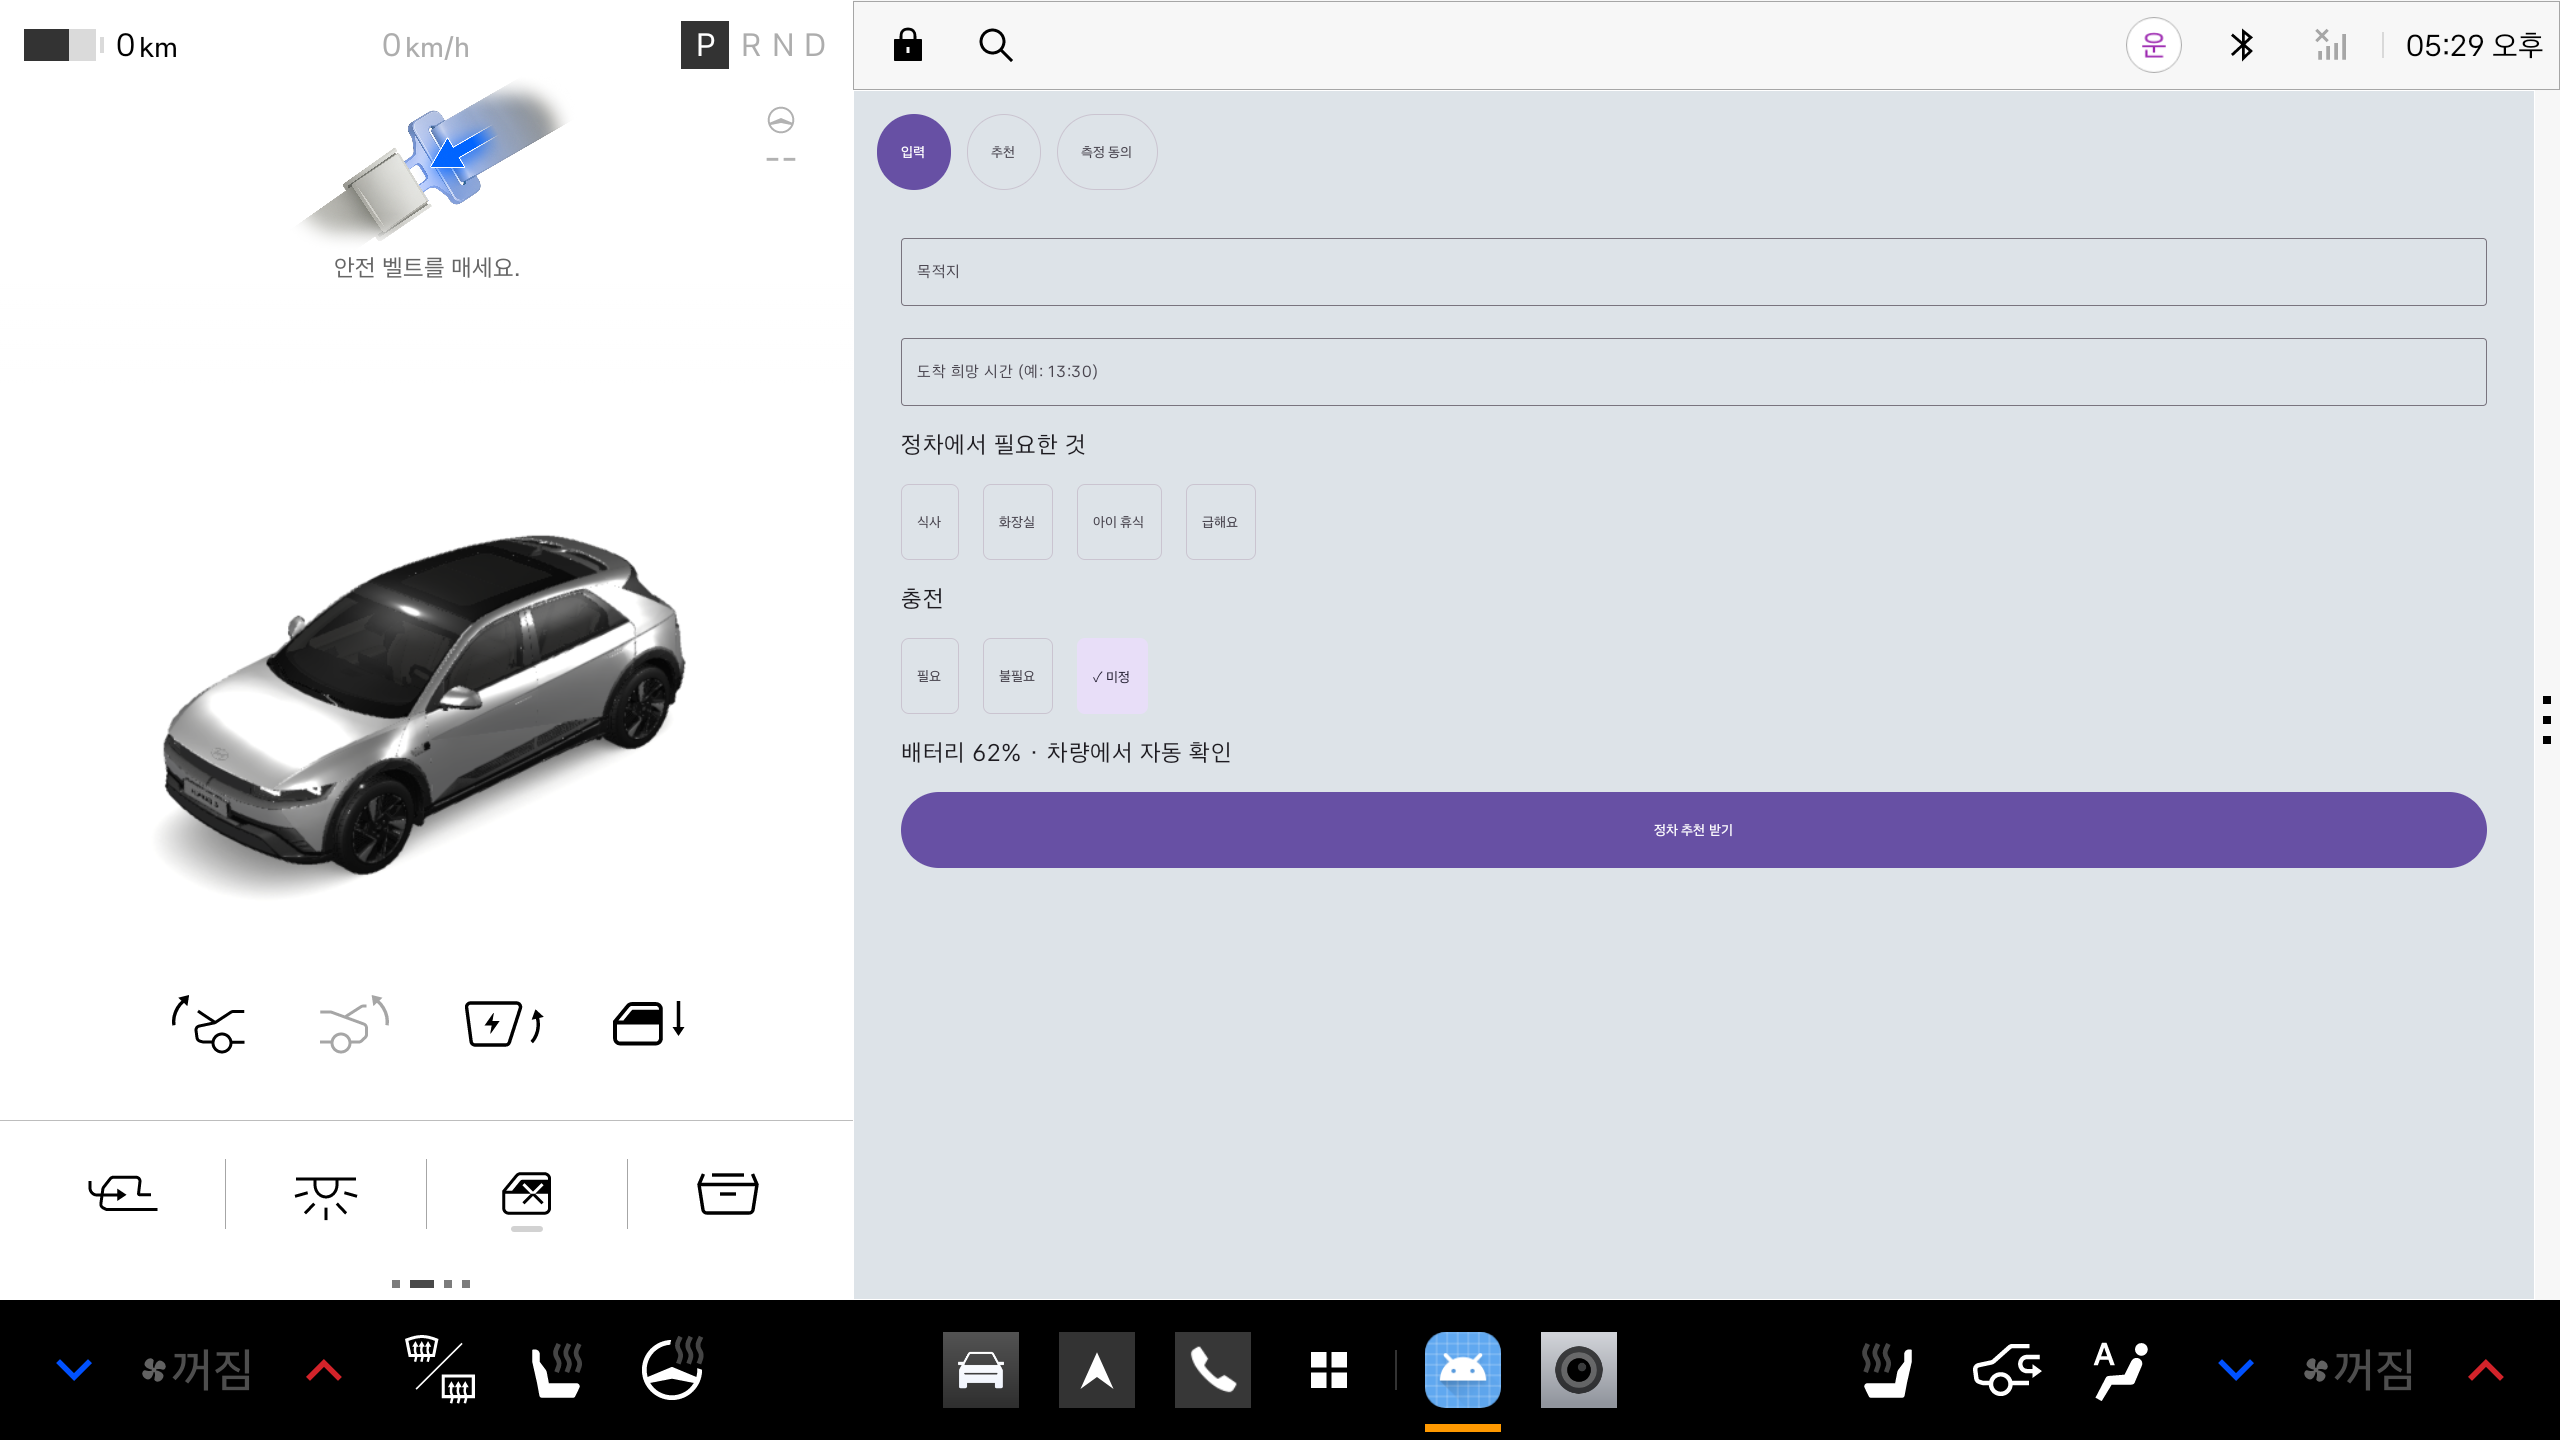 0 km
0 km/h
P R N D
운
05:29 오후
안전 벨트를 매세요.
입력
추천
측정 동의
목적지
도착 희망 시간 (예: 13:30)
정차에서 필요한 것
식사
화장실
아이 휴식
급해요
충전
필요
불필요
✓ 미정
배터리 62% · 차량에서 자동 확인
정차 추천 받기
꺼짐
A
꺼짐